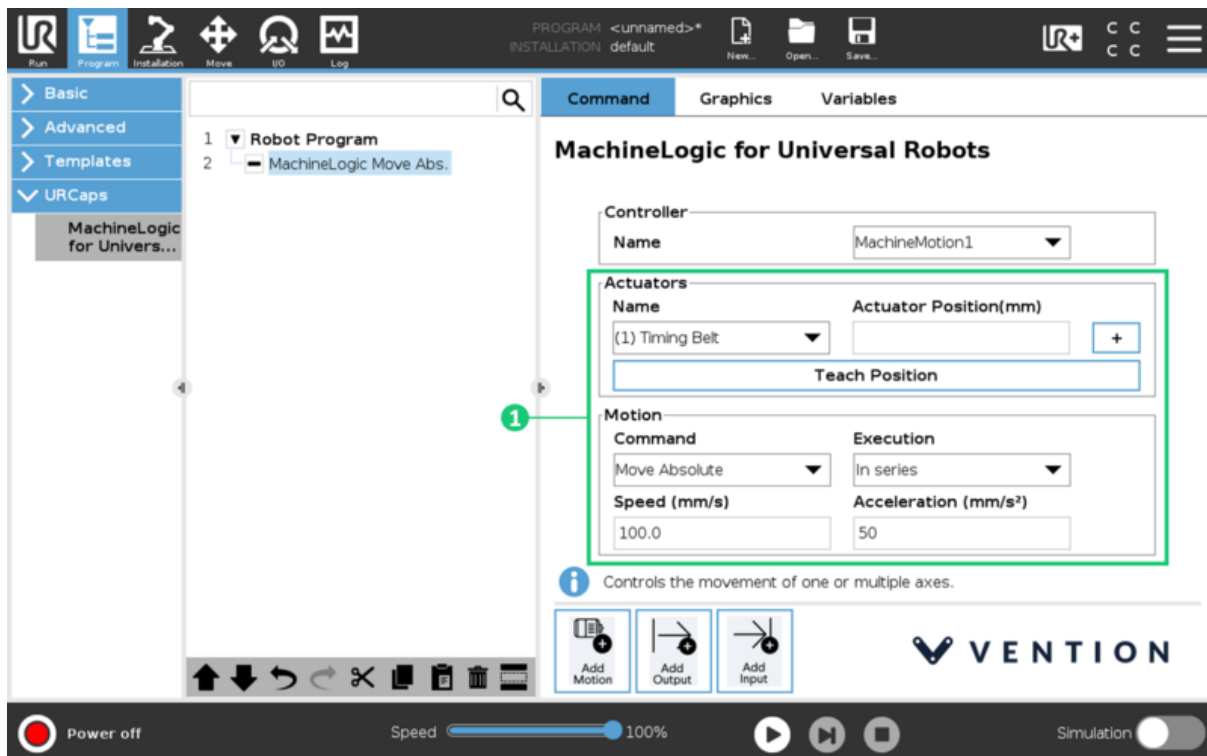 PROGRAM <unnamed>*
INSTALLATION default
UR
Run
Program
Installation
Move
I/O
Log
New...
Open...
Save...
UR+
C C
C C
Basic
Advanced
Templates
URCaps
MachineLogic
for Univers...
1 Robot Program
2 MachineLogic Move Abs.
Command Graphics Variables
MachineLogic for Universal Robots
Controller
Name MachineMotion1
Actuators
Name Actuator Position(mm)
(1) Timing Belt +
Teach Position
1
Motion
Command Execution
Move Absolute In series
Speed (mm/s) Acceleration (mm/s²)
100.0 50
i Controls the movement of one or multiple axes.
Add
Motion
Add
Output
Add
Input
VENTION
Power off
Speed 100%
Simulation